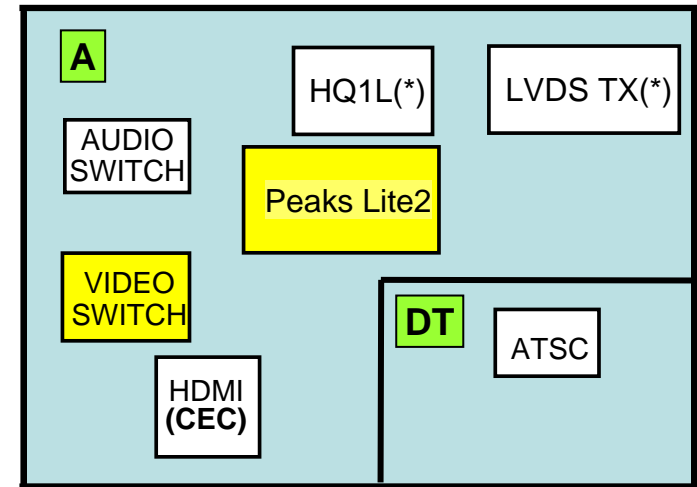 A
HQ1L(*)
LVDS TX(*)
AUDIO
SWITCH
Peaks Lite2
VIDEO
SWITCH
DT
ATSC
HDMI
(CEC)